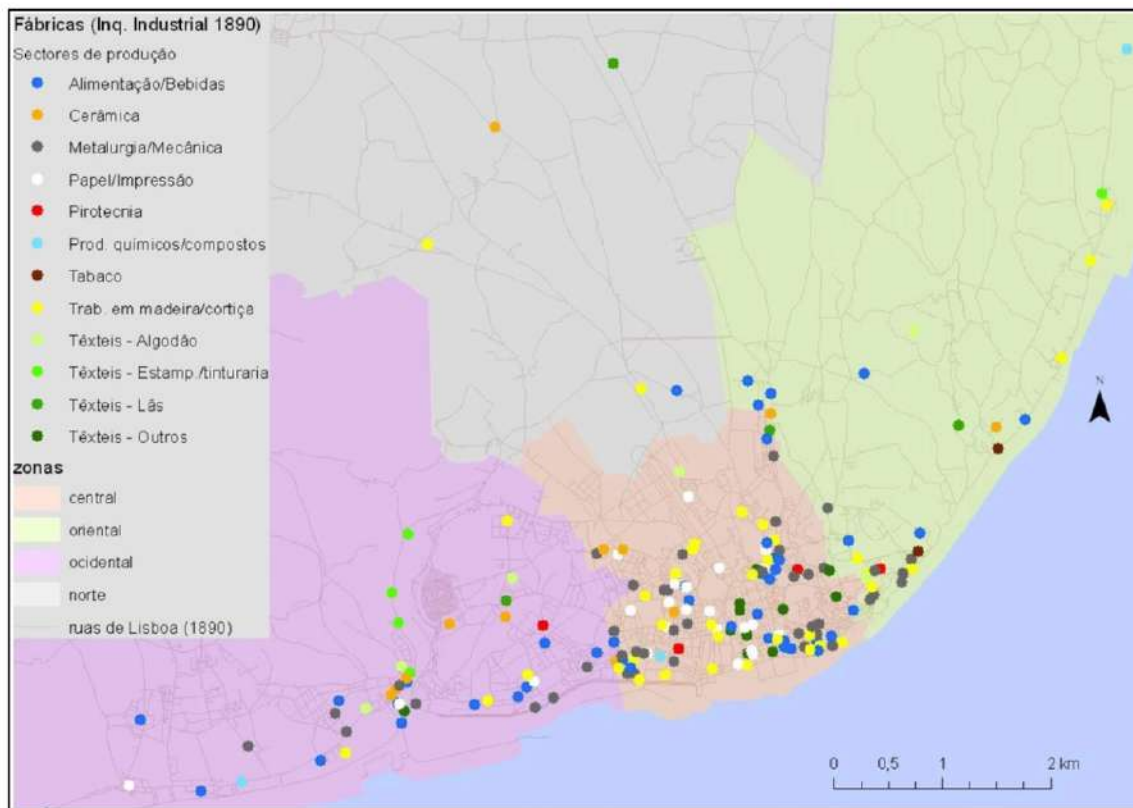 Fábricas (Inq. Industrial 1890)
Sectores de produção
Alimentação/Bebidas
Cerâmica
Metalurgia/Mecânica
Papel/Impressão
Pirotecnia
Prod. químicos/compostos
Tabaco
Trab. em madeira/cortiça
Têxteis - Algodão
Têxteis - Estamp./tinturaria
Têxteis - Lãs
Têxteis - Outros
zonas
central
oriental
ocidental
norte
ruas de Lisboa (1890)
N
0 0,5 1 2 km